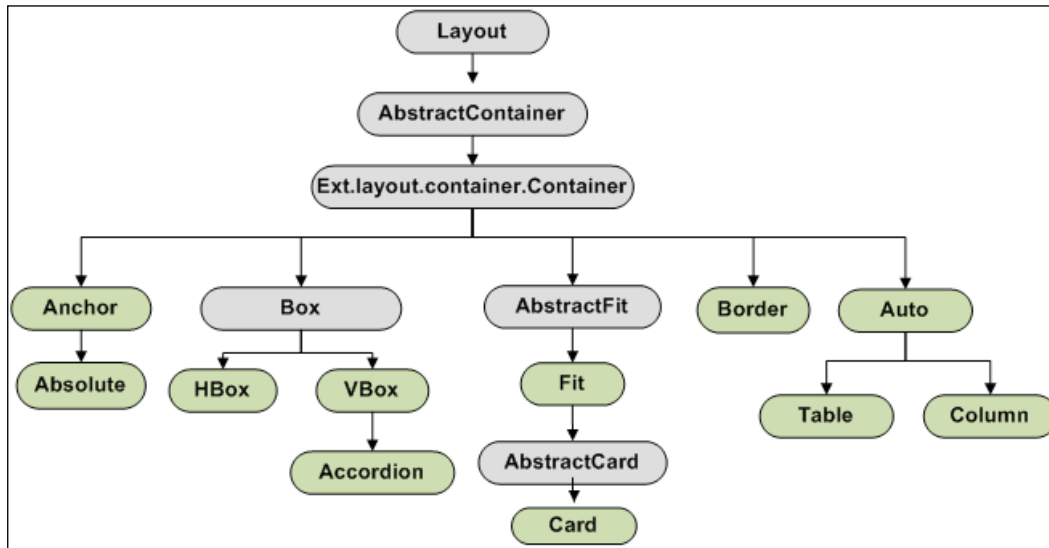 Layout
AbstractContainer
Ext.layout.container.Container
Anchor
Box
AbstractFit
Border
Auto
Absolute
HBox
VBox
Fit
Table
Column
Accordion
AbstractCard
Card